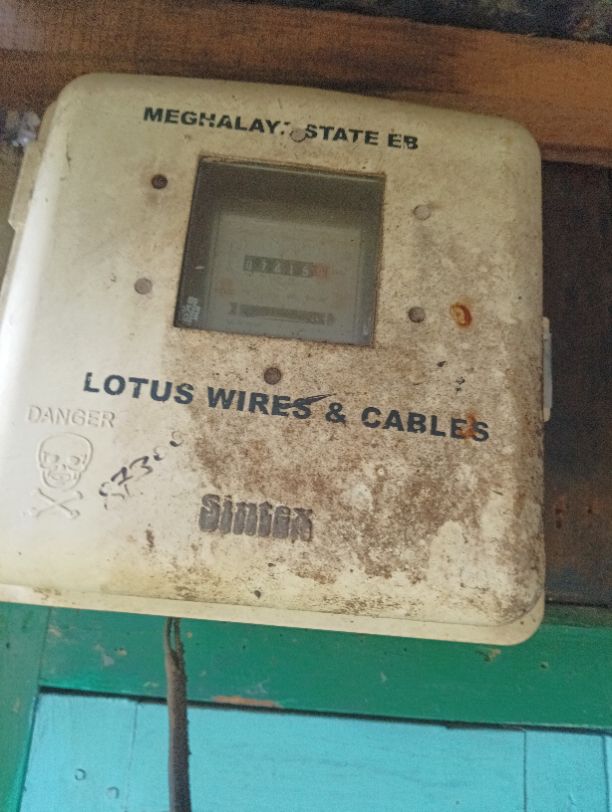 MEGHALAYA STATE EB
LOTUS WIRES & CABLES
DANGER
Sintex